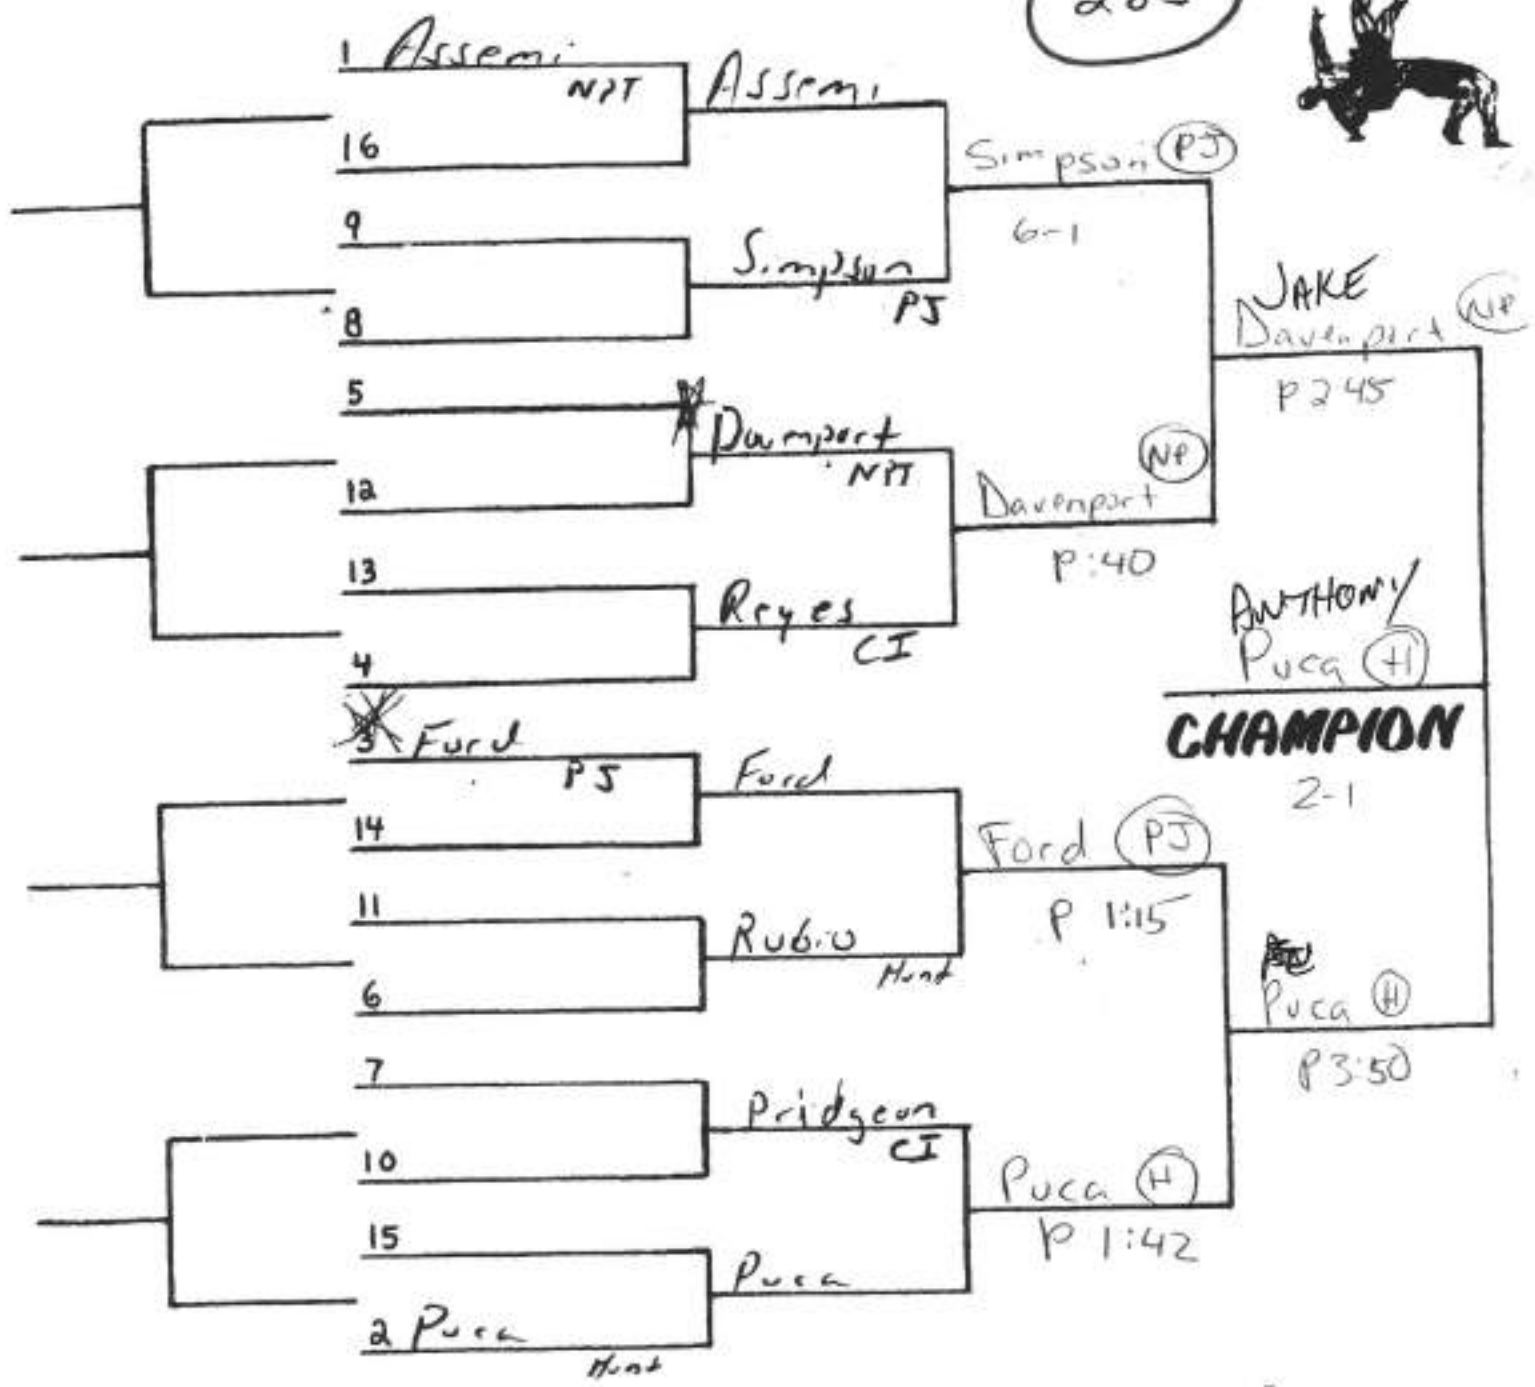 1 Assemi
NPT
Assemi
16
Simpson PJ
6-1
9
Simpson
PJ
8
JAKE
Davenport NP
P 2 45
5
Davenport
NPT
12
NP
Davenport
P :40
13
Reyes
CI
4
ANTHONY
Puca H
CHAMPION
2-1
3 Ford
PJ
Ford
14
Ford PJ
P 1:15
11
Rubio
Hunt
6
Puca H
P 3:50
7
Pridgeon
CI
10
Puca H
P 1:42
15
Puca
2 Puca
Hunt